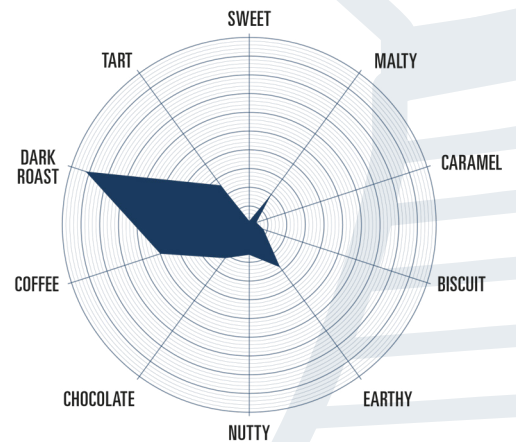 SWEET
TART
MALTY
DARK
ROAST
CARAMEL
COFFEE
BISCUIT
CHOCOLATE
EARTHY
NUTTY